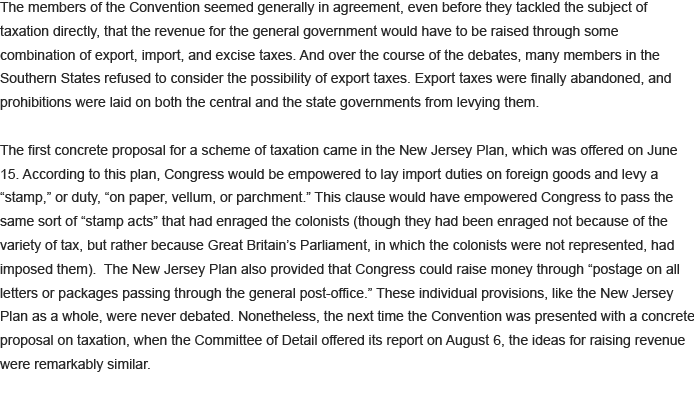 The members of the Convention seemed generally in agreement, even before they tackled the subject of
taxation directly, that the revenue for the general government would have to be raised through some
combination of export, import, and excise taxes. And over the course of the debates, many members in the
Southern States refused to consider the possibility of export taxes. Export taxes were finally abandoned, and
prohibitions were laid on both the central and the state governments from levying them.

The first concrete proposal for a scheme of taxation came in the New Jersey Plan, which was offered on June
15. According to this plan, Congress would be empowered to lay import duties on foreign goods and levy a
“stamp,” or duty, “on paper, vellum, or parchment.” This clause would have empowered Congress to pass the
same sort of “stamp acts” that had enraged the colonists (though they had been enraged not because of the
variety of tax, but rather because Great Britain’s Parliament, in which the colonists were not represented, had
imposed them).  The New Jersey Plan also provided that Congress could raise money through “postage on all
letters or packages passing through the general post-office.” These individual provisions, like the New Jersey
Plan as a whole, were never debated. Nonetheless, the next time the Convention was presented with a concrete
proposal on taxation, when the Committee of Detail offered its report on August 6, the ideas for raising revenue
were remarkably similar.